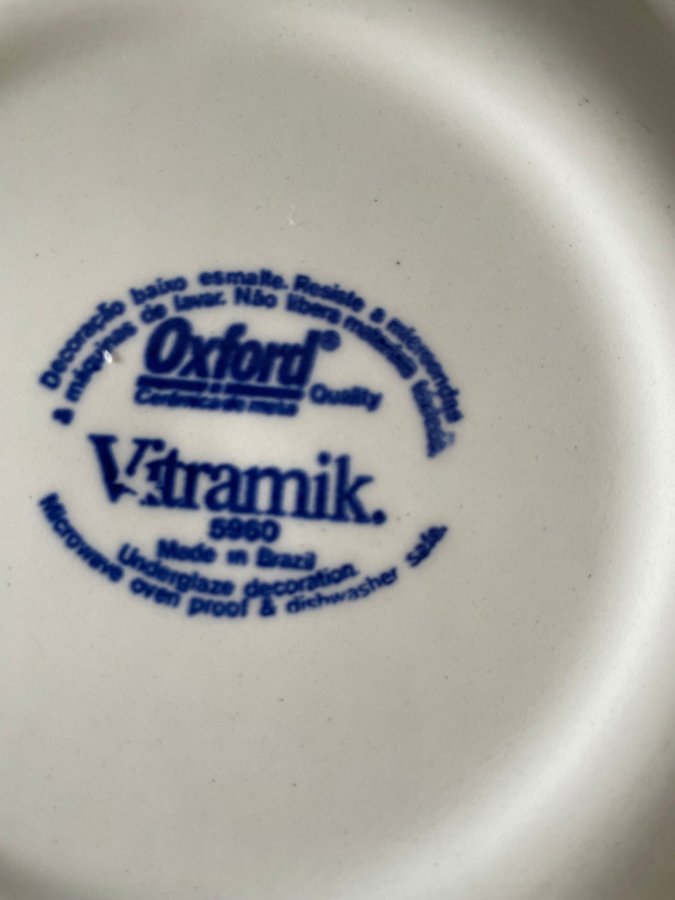 Decoração baixo esmalte. Resiste a microondas
à máquinas de lavar. Não libera materiais tóxicos.
Oxford®
Cerâmica de mesa Quality
Vitramik.
5960
Made in Brazil
Underglaze decoration.
Microwave oven proof & dishwasher safe.